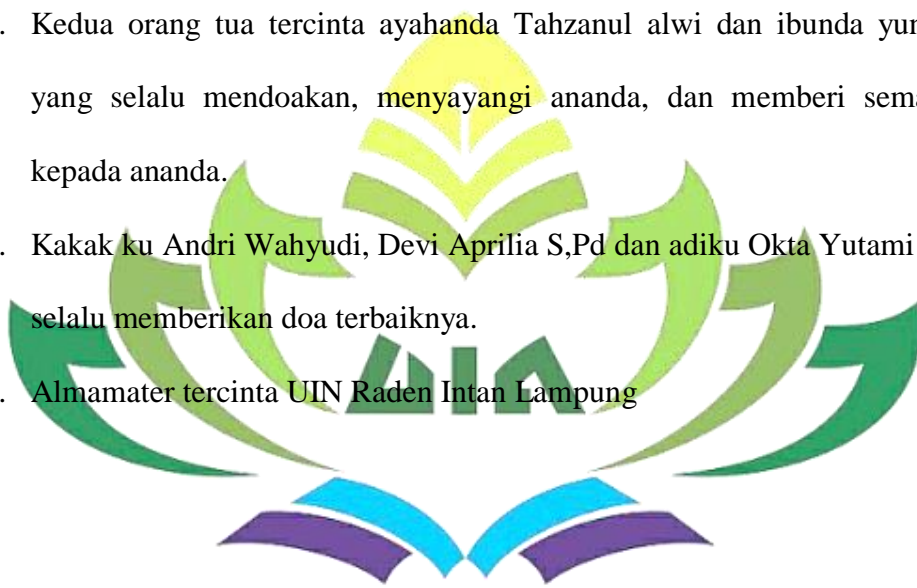 . Kedua orang tua tercinta ayahanda Tahzanul alwi dan ibunda
yang selalu mendoakan, menyayangi ananda, dan memberi
kepada ananda.
. Kakak ku Andri Wahyudi, Devi Aprilia S,Pd dan adiku Okta Yutami
selalu memberikan doa terbaiknya.
. Almamater tercinta UIN Raden Intan Lampung
UIN